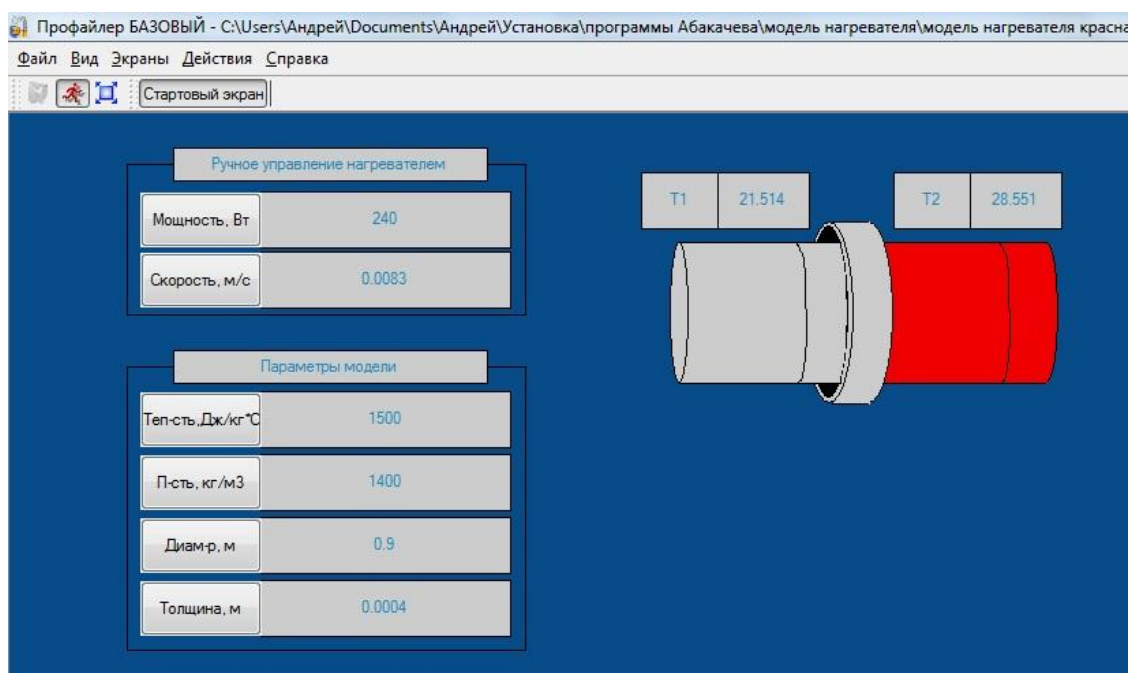 Профайлер БАЗОВЫЙ - C:\Users\Андрей\Documents\Андрей\Установка\программы Абакачева\модель нагревателя\модель нагревателя красна
Файл Вид Экраны Действия Справка
Стартовый экран
Ручное управление нагревателем
Мощность, Вт 240
Скорость, м/с 0.0083
T1 21.514 T2 28.551
Параметры модели
Теп-сть,Дж/кг*С 1500
П-сть, кг/м3 1400
Диам-р, м 0.9
Толщина, м 0.0004